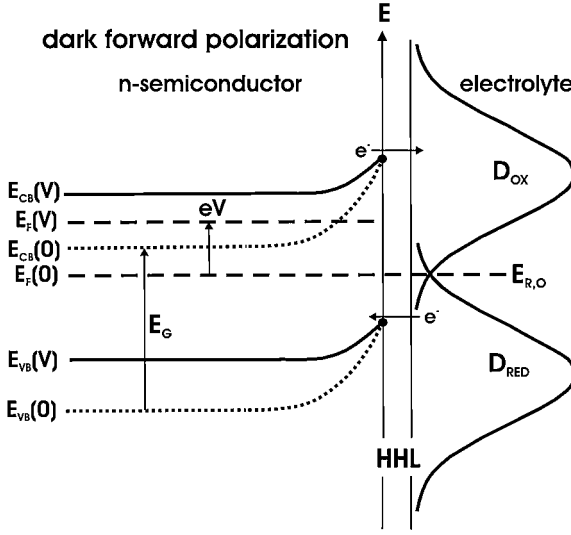 E
dark forward polarization
n-semiconductor
electrolyte
e⁻
D_OX
E_CB(V)
E_F(V)
eV
E_CB(0)
E_F(0)
E_R,O
E_G
e⁻
E_VB(V)
D_RED
E_VB(0)
HHL